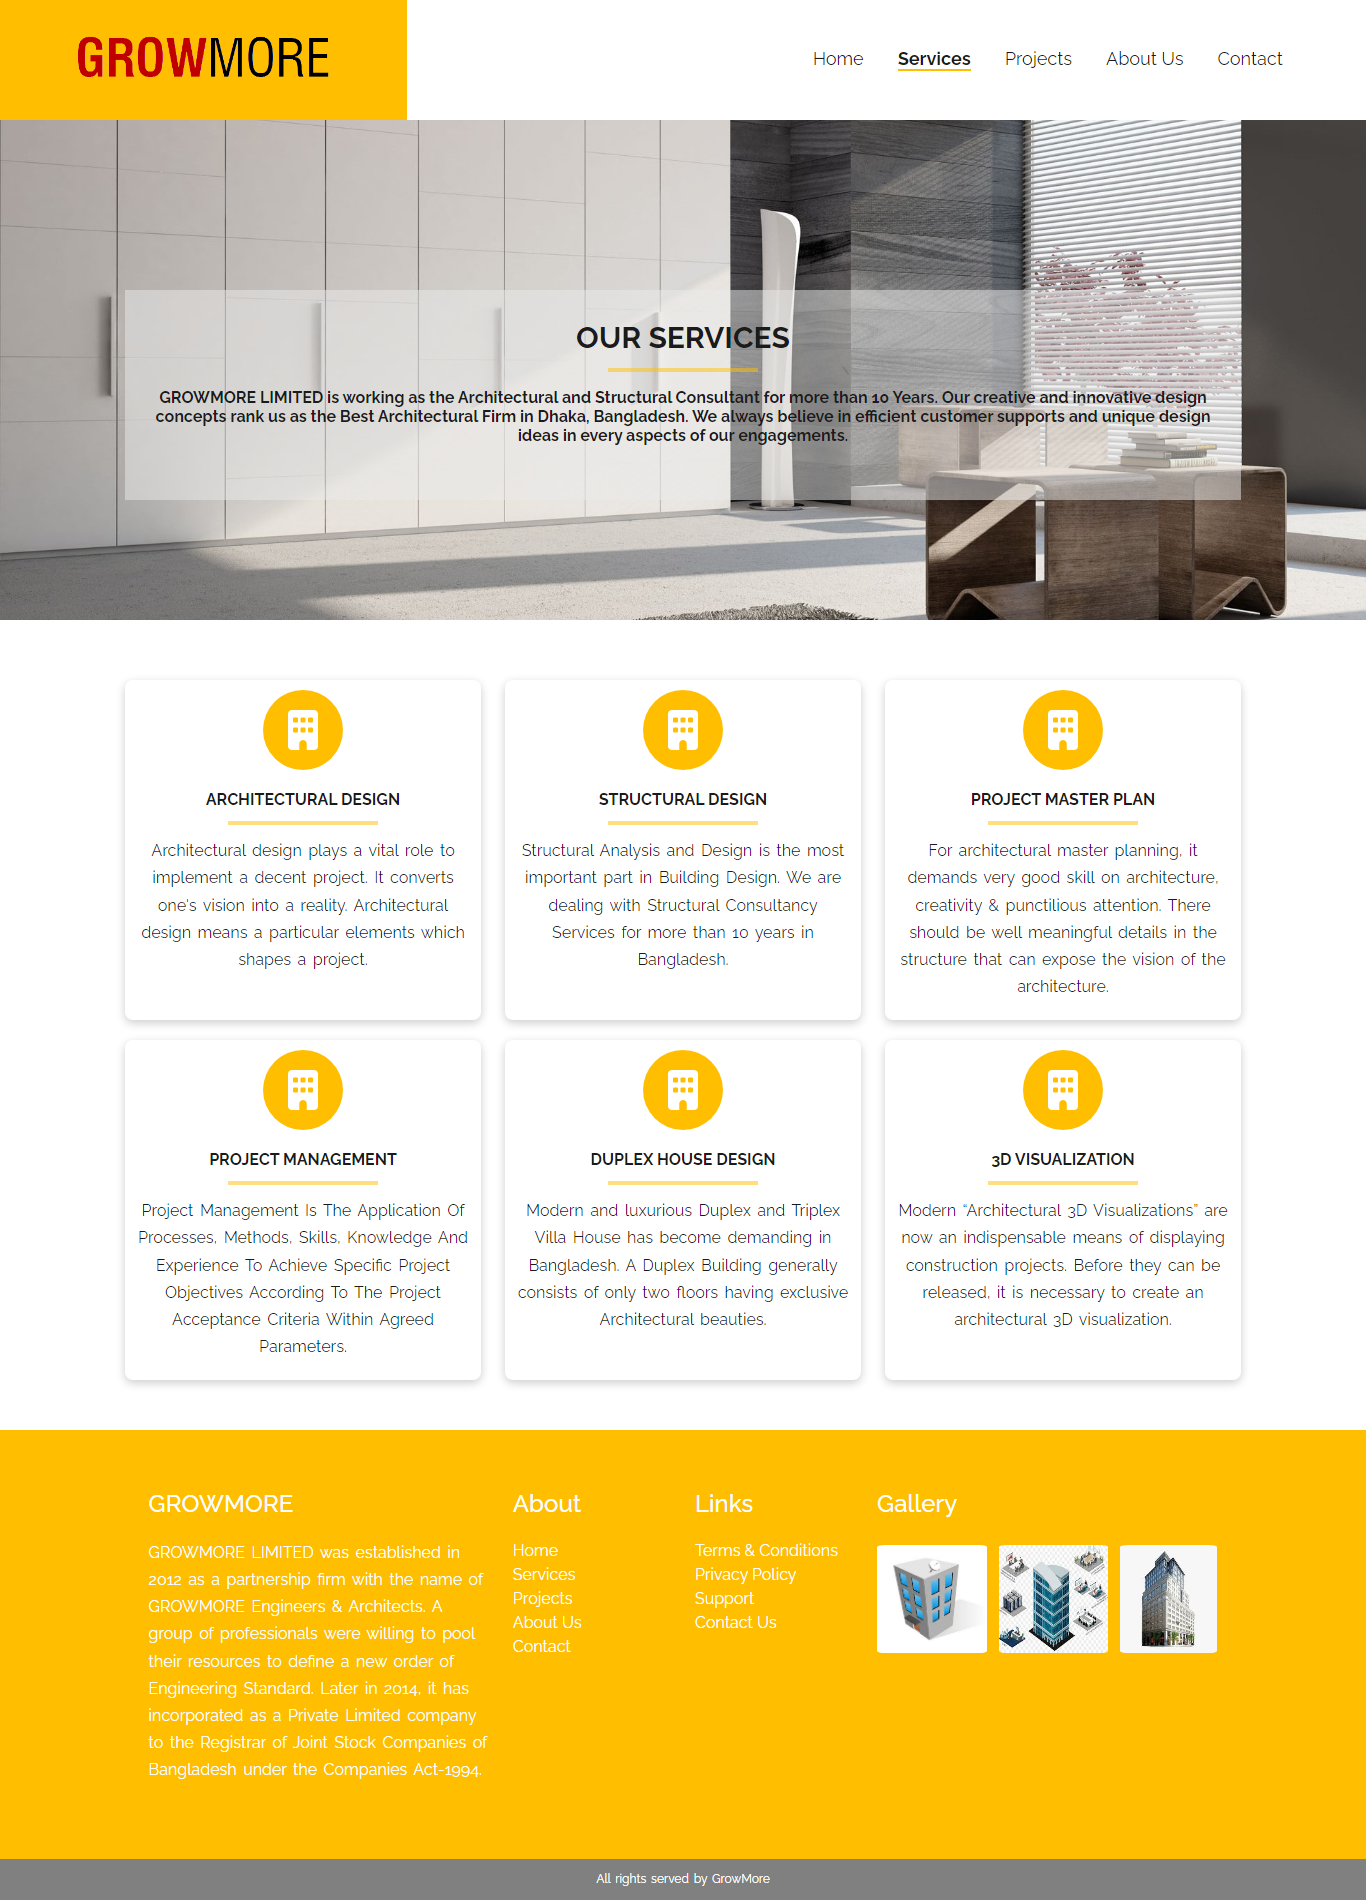 GROWMORE
Home Services Projects About Us Contact
OUR SERVICES
GROWMORE LIMITED is working as the Architectural and Structural Consultant for more than 10 Years. Our creative and innovative design
concepts rank us as the Best Architectural Firm in Dhaka, Bangladesh. We always believe in efficient customer supports and unique design
ideas in every aspects of our engagements.
ARCHITECTURAL DESIGN
Architectural design plays a vital role to
implement a decent project. It converts
one's vision into a reality. Architectural
design means a particular elements which
shapes a project.
STRUCTURAL DESIGN
Structural Analysis and Design is the most
important part in Building Design. We are
dealing with Structural Consultancy
Services for more than 10 years in
Bangladesh.
PROJECT MASTER PLAN
For architectural master planning, it
demands very good skill on architecture,
creativity & punctilious attention. There
should be well meaningful details in the
structure that can expose the vision of the
architecture.
PROJECT MANAGEMENT
Project Management Is The Application Of
Processes, Methods, Skills, Knowledge And
Experience To Achieve Specific Project
Objectives According To The Project
Acceptance Criteria Within Agreed
Parameters.
DUPLEX HOUSE DESIGN
Modern and luxurious Duplex and Triplex
Villa House has become demanding in
Bangladesh. A Duplex Building generally
consists of only two floors having exclusive
Architectural beauties.
3D VISUALIZATION
Modern “Architectural 3D Visualizations” are
now an indispensable means of displaying
construction projects. Before they can be
released, it is necessary to create an
architectural 3D visualization.
GROWMORE
GROWMORE LIMITED was established in
2012 as a partnership firm with the name of
GROWMORE Engineers & Architects. A
group of professionals were willing to pool
their resources to define a new order of
Engineering Standard. Later in 2014, it has
incorporated as a Private Limited company
to the Registrar of Joint Stock Companies of
Bangladesh under the Companies Act-1994.
About
Home
Services
Projects
About Us
Contact
Links
Terms & Conditions
Privacy Policy
Support
Contact Us
Gallery
All rights served by GrowMore